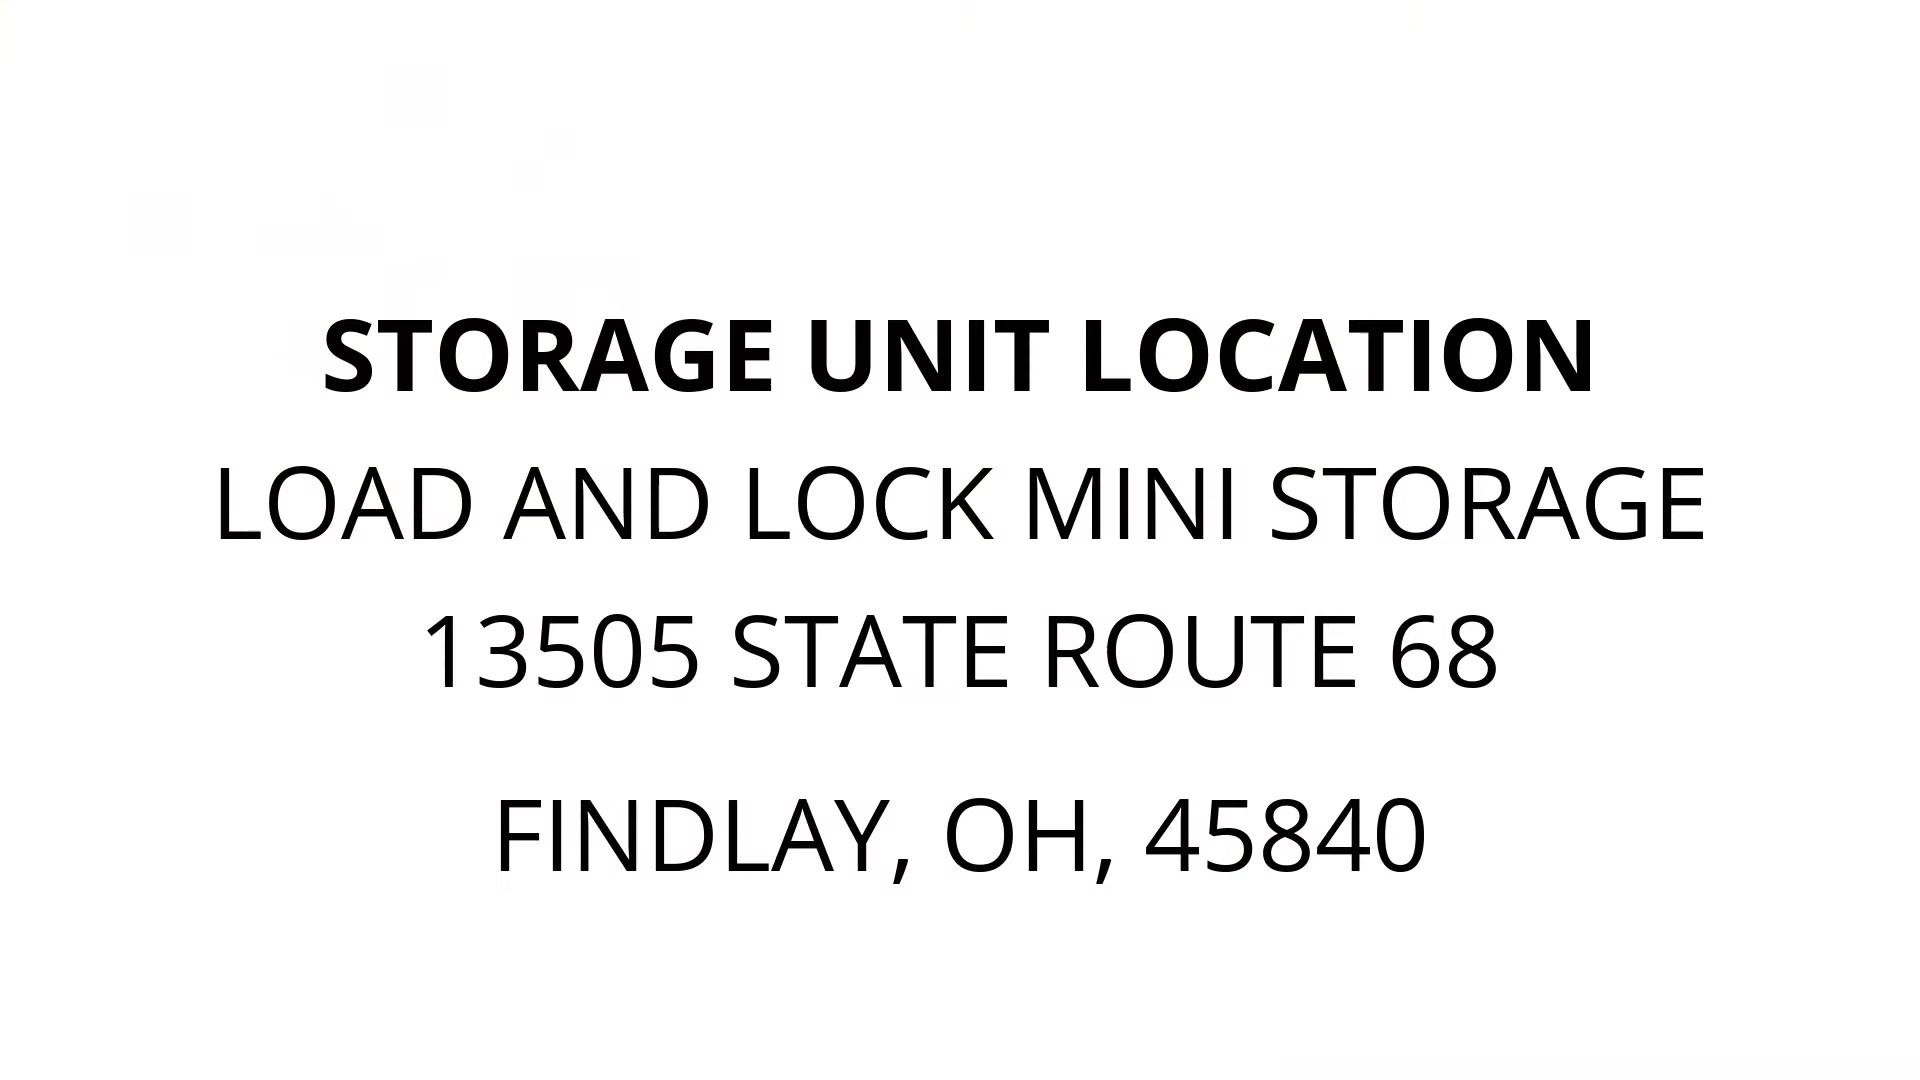 STORAGE UNIT LOCATION
LOAD AND LOCK MINI STORAGE
13505 STATE ROUTE 68
FINDLAY, OH, 45840